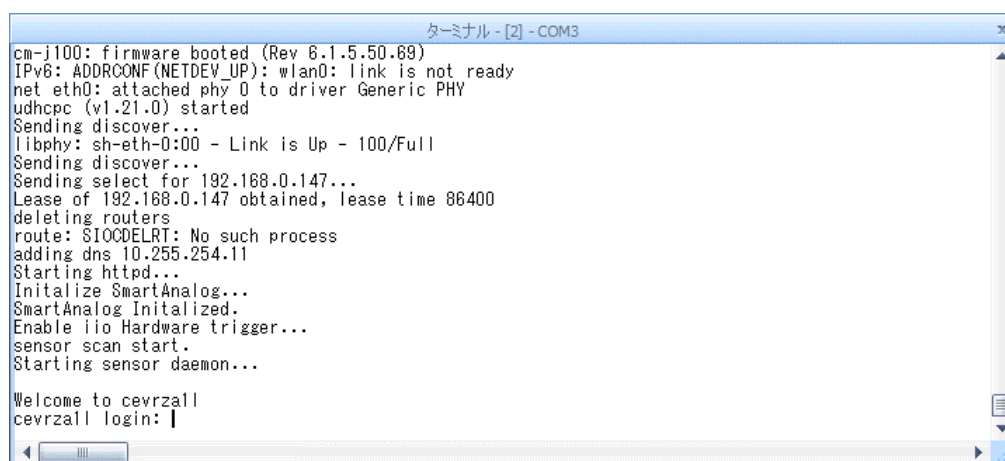 ターミナル - [2] - COM3
cm-j100: firmware booted (Rev 6.1.5.50.69)
IPv6: ADDRCONF(NETDEV_UP): wlan0: link is not ready
net eth0: attached phy 0 to driver Generic PHY
udhcpc (v1.21.0) started
Sending discover...
libphy: sh-eth-0:00 - Link is Up - 100/Full
Sending discover...
Sending select for 192.168.0.147...
Lease of 192.168.0.147 obtained, lease time 86400
deleting routers
route: SIOCDELRT: No such process
adding dns 10.255.254.11
Starting httpd...
Initalize SmartAnalog...
SmartAnalog Initalized.
Enable iio Hardware trigger...
sensor scan start.
Starting sensor daemon...
Welcome to cevrza1l
cevrza1l login: